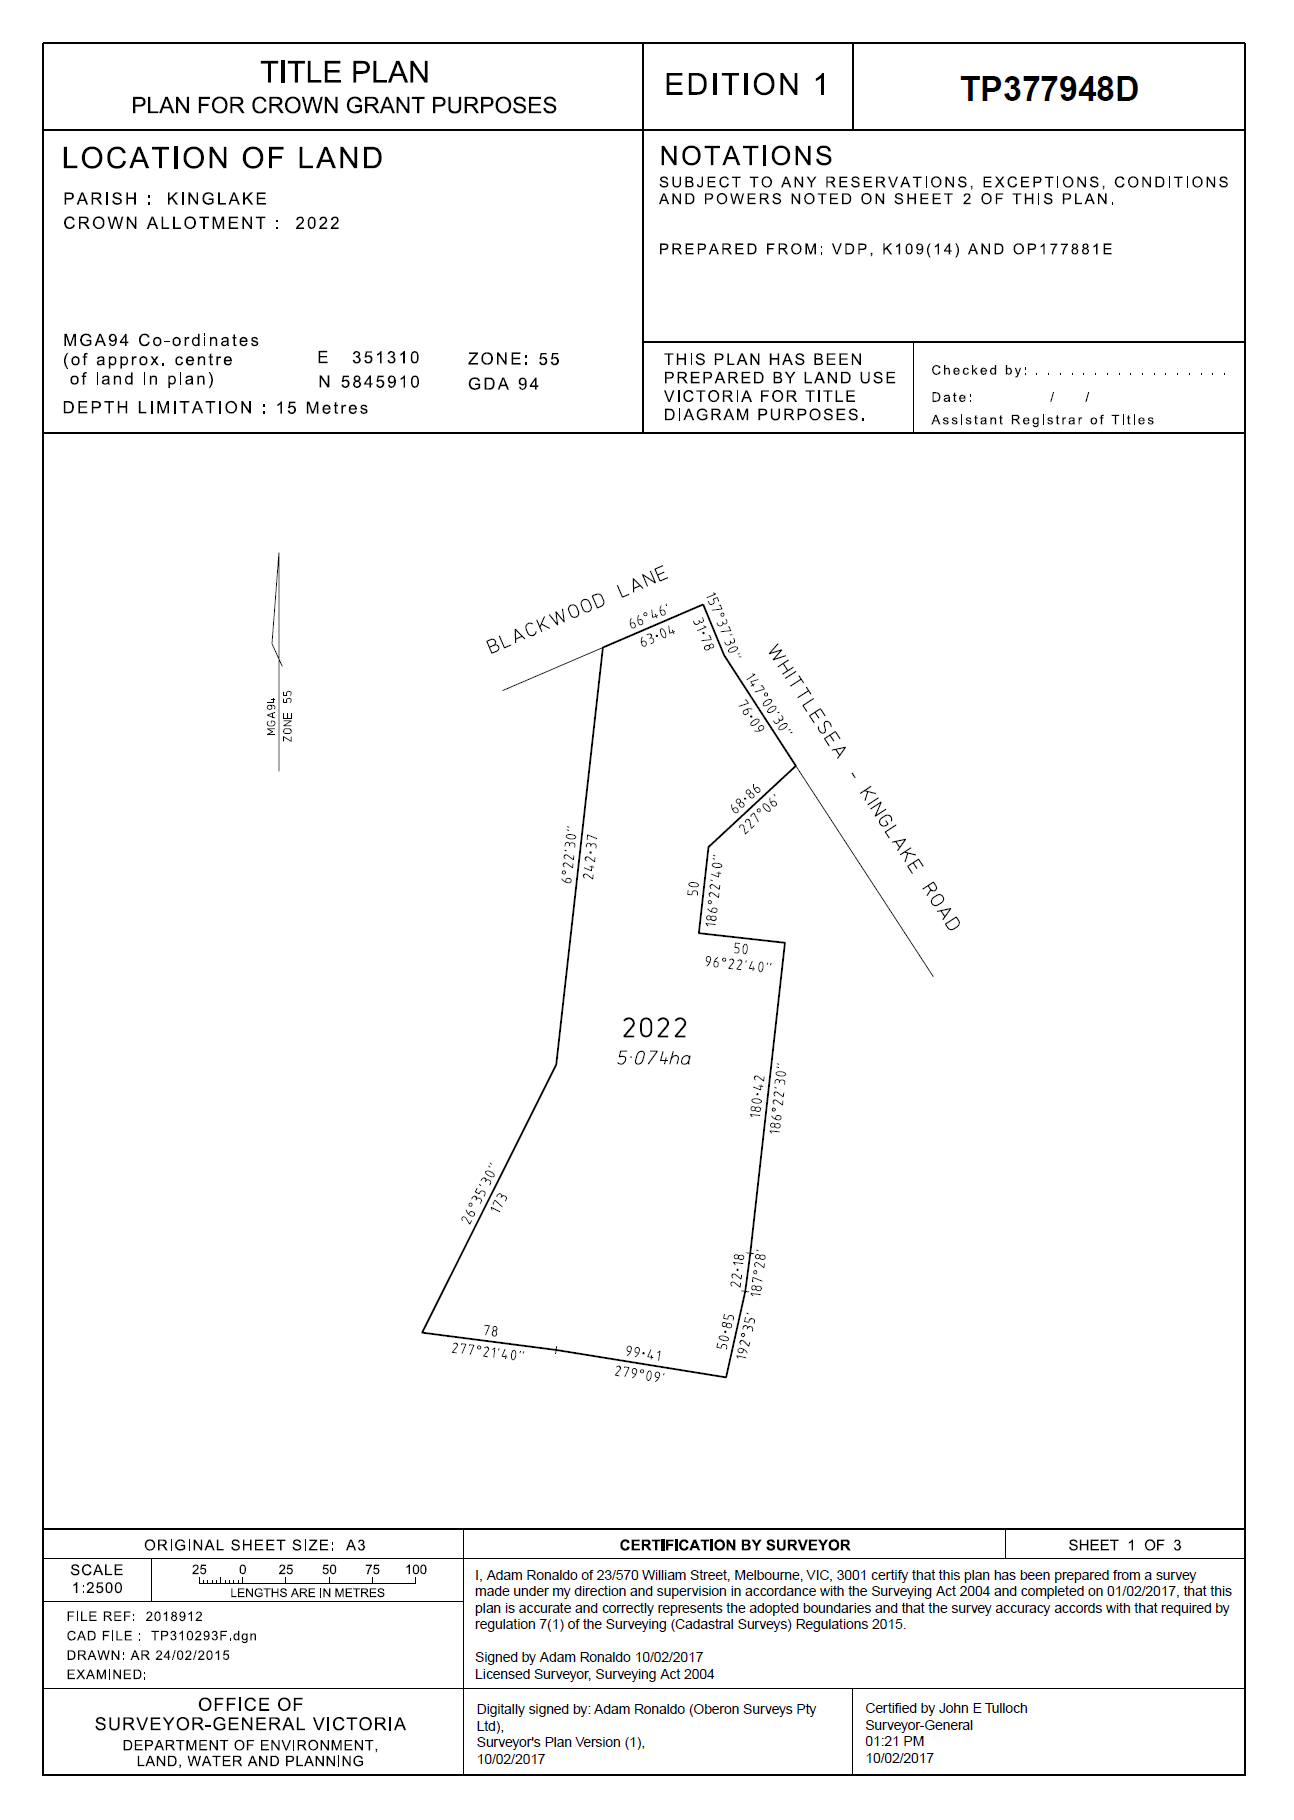 TITLE PLAN
PLAN FOR CROWN GRANT PURPOSES
EDITION 1
TP377948D
LOCATION OF LAND
PARISH : KINGLAKE
CROWN ALLOTMENT : 2022
MGA94 Co-ordinates
(of approx. centre
of land in plan)
E 351310
N 5845910
ZONE: 55
GDA 94
DEPTH LIMITATION : 15 Metres
NOTATIONS
SUBJECT TO ANY RESERVATIONS, EXCEPTIONS, CONDITIONS
AND POWERS NOTED ON SHEET 2 OF THIS PLAN.
PREPARED FROM: VDP, K109(14) AND OP177881E
THIS PLAN HAS BEEN
PREPARED BY LAND USE
VICTORIA FOR TITLE
DIAGRAM PURPOSES.
Checked by: . . . . . . . . . . . . . . . . .
Date: / /
Assistant Registrar of Titles
MGA94
ZONE 55
BLACKWOOD LANE
66°46'
63·04
157°37'30"
31·78
147°00'30"
76·09
WHITTLESEA - KINGLAKE ROAD
68·86
227°06'
6°22'30"
242·37
50
186°22'40"
50
96°22'40"
2022
5·074ha
180·42
186°22'30"
26°35'30"
173
22·18
187°28'
50·85
192°35'
78
277°21'40"
99·41
279°09'
ORIGINAL SHEET SIZE: A3
SCALE
1:2500
25 0 25 50 75 100
LENGTHS ARE IN METRES
FILE REF: 2018912
CAD FILE : TP310293F.dgn
DRAWN: AR 24/02/2015
EXAMINED:
OFFICE OF
SURVEYOR-GENERAL VICTORIA
DEPARTMENT OF ENVIRONMENT,
LAND, WATER AND PLANNING
CERTIFICATION BY SURVEYOR
SHEET 1 OF 3
I, Adam Ronaldo of 23/570 William Street, Melbourne, VIC, 3001 certify that this plan has been prepared from a survey
made under my direction and supervision in accordance with the Surveying Act 2004 and completed on 01/02/2017, that this
plan is accurate and correctly represents the adopted boundaries and that the survey accuracy accords with that required by
regulation 7(1) of the Surveying (Cadastral Surveys) Regulations 2015.
Signed by Adam Ronaldo 10/02/2017
Licensed Surveyor, Surveying Act 2004
Digitally signed by: Adam Ronaldo (Oberon Surveys Pty
Ltd),
Surveyor's Plan Version (1),
10/02/2017
Certified by John E Tulloch
Surveyor-General
01:21 PM
10/02/2017